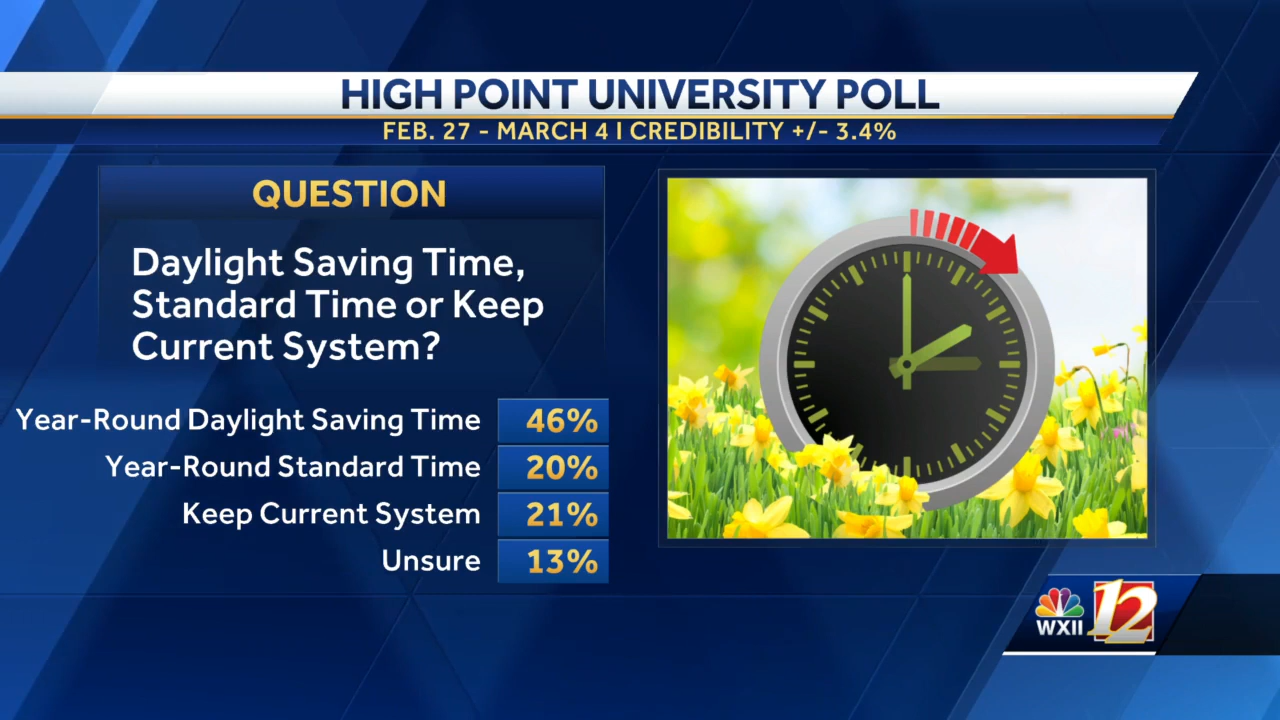 HIGH POINT UNIVERSITY POLL
FEB. 27 - MARCH 4 I CREDIBILITY +/- 3.4%
QUESTION
Daylight Saving Time,
Standard Time or Keep
Current System?
Year-Round Daylight Saving Time 46%
Year-Round Standard Time 20%
Keep Current System 21%
Unsure 13%
WXII 12